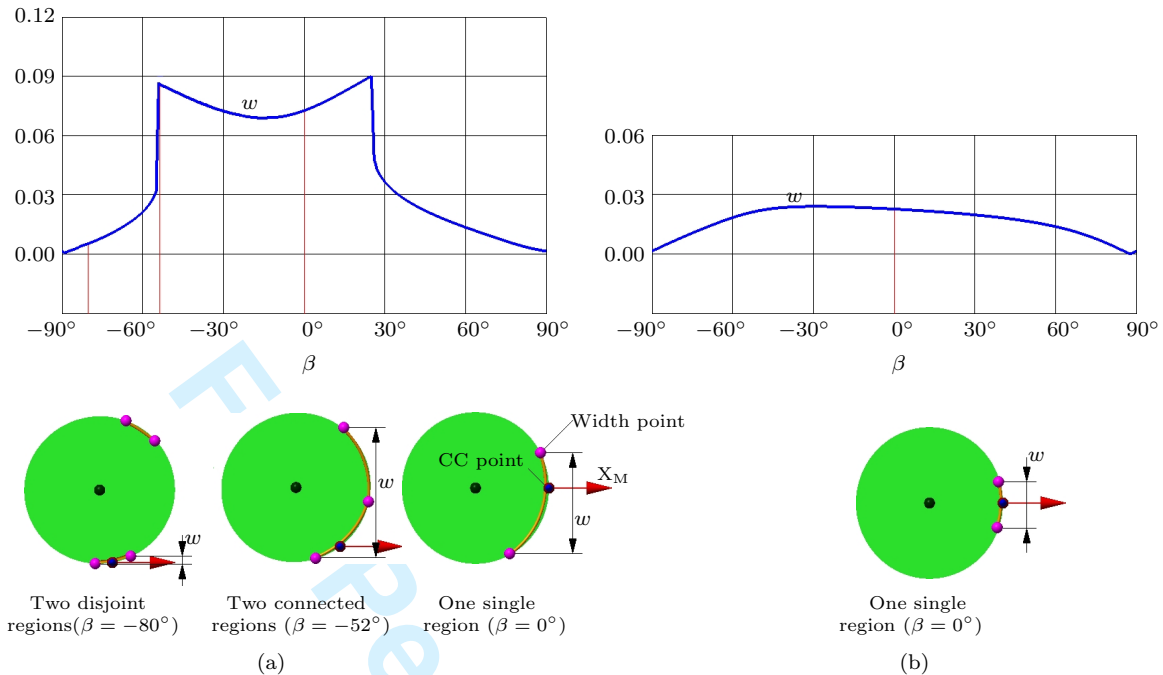 0.12
0.09
0.06
0.03
0.00
w
−90° −60° −30° 0° 30° 60° 90°
β
0.06
0.03
0.00
w
−90° −60° −30° 0° 30° 60° 90°
β
F
Pe
w
w
Width point
CC point
X_M
w
w
Two disjoint
regions(β = −80°)
Two connected
regions (β = −52°)
One single
region (β = 0°)
One single
region (β = 0°)
(a)
(b)